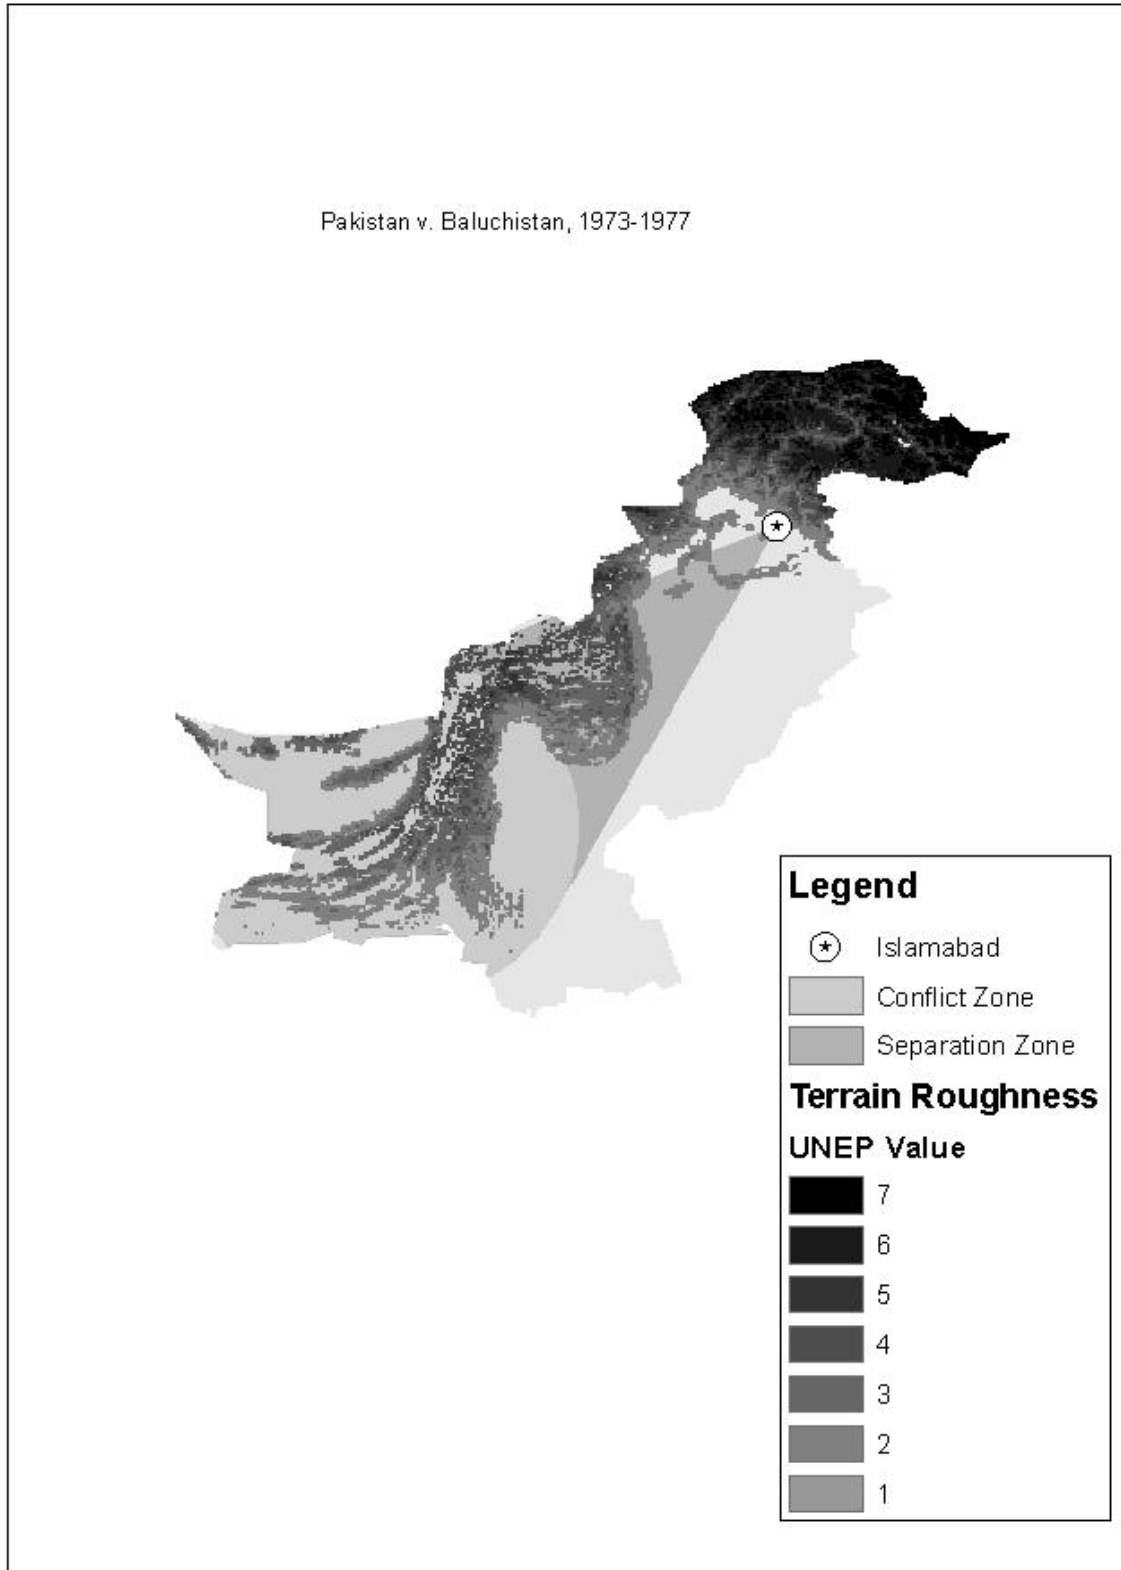 Pakistan v. Baluchistan, 1973-1977
Legend
Islamabad
Conflict Zone
Separation Zone
Terrain Roughness
UNEP Value
7
6
5
4
3
2
1